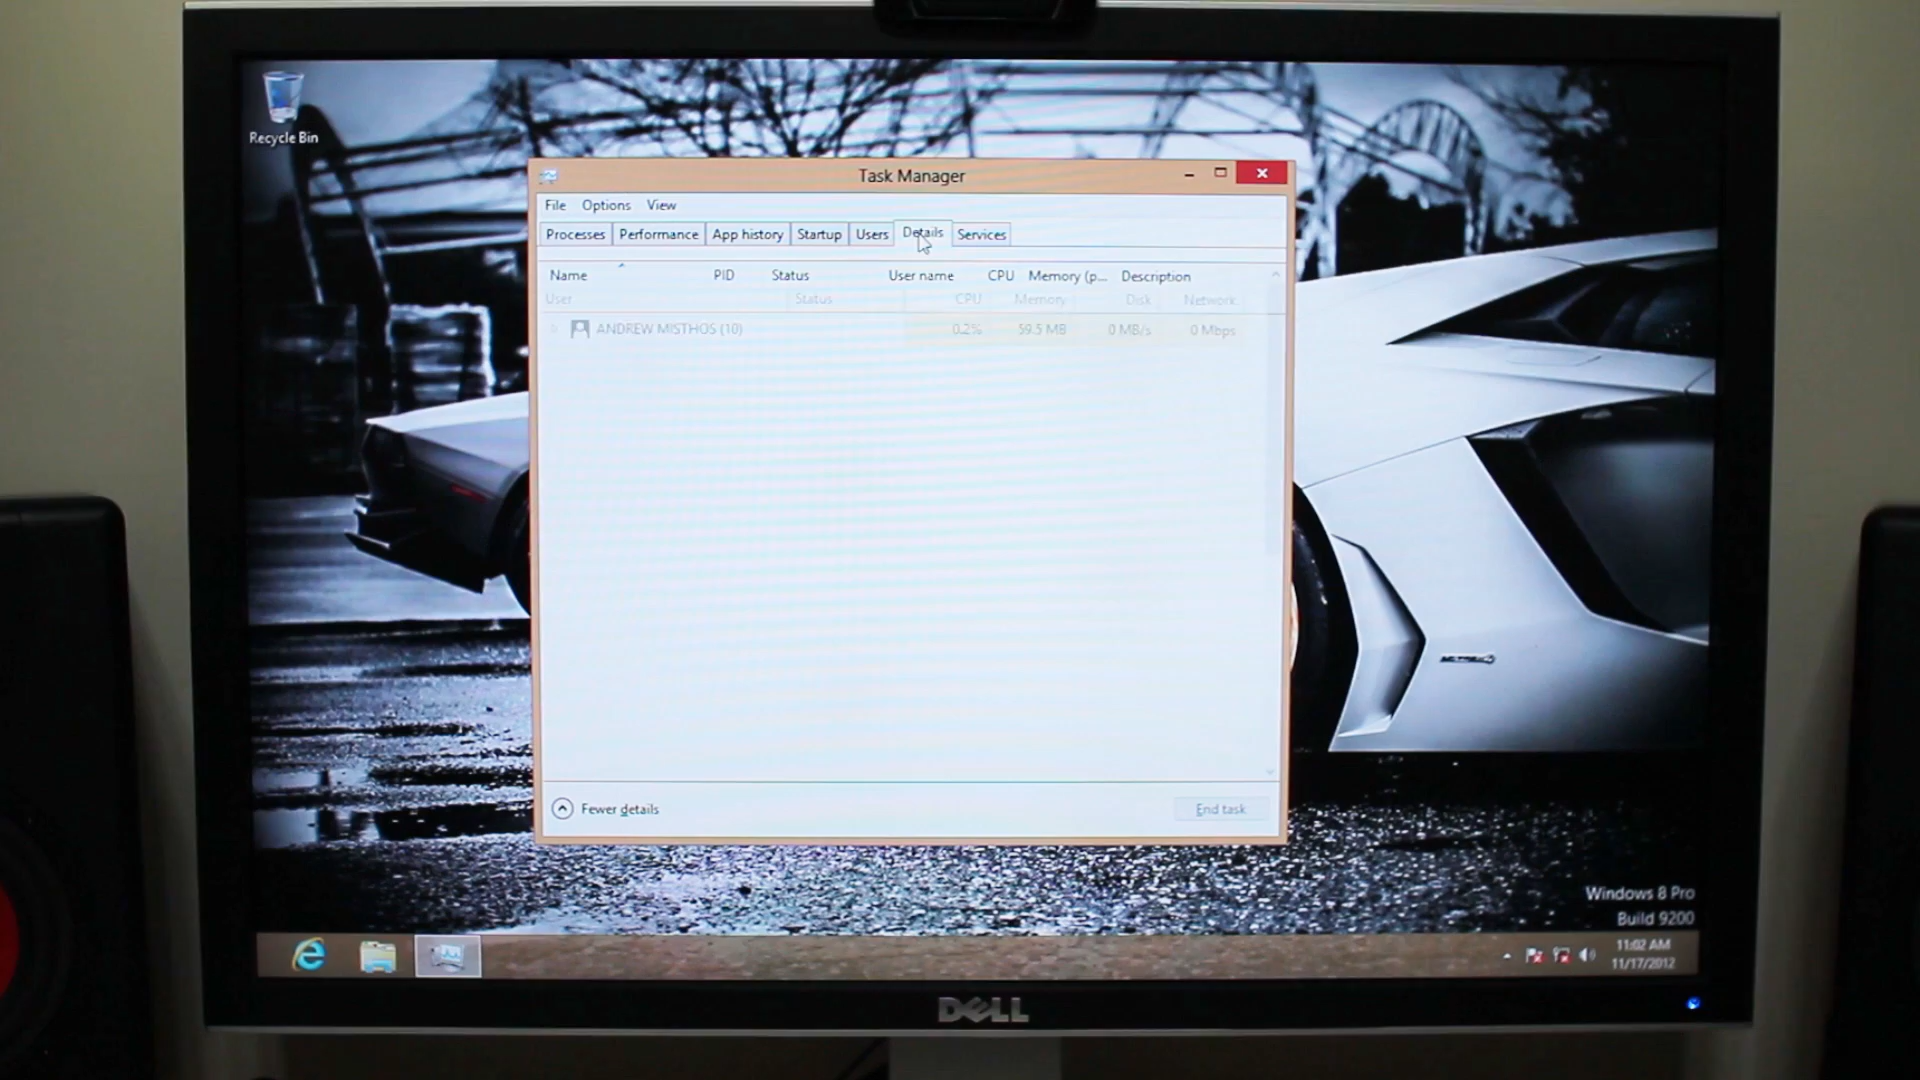 Recycle Bin
Task Manager
File Options View
Processes Performance App history Startup Users Details Services
Name PID Status User name CPU Memory (p... Description
User Status CPU Memory Disk Network
ANDREW MISTHOS (10) 0.2% 59.5 MB 0 MB/s 0 Mbps
Fewer details End task
Windows 8 Pro
Build 9200
11:02 AM
11/17/2012
DELL